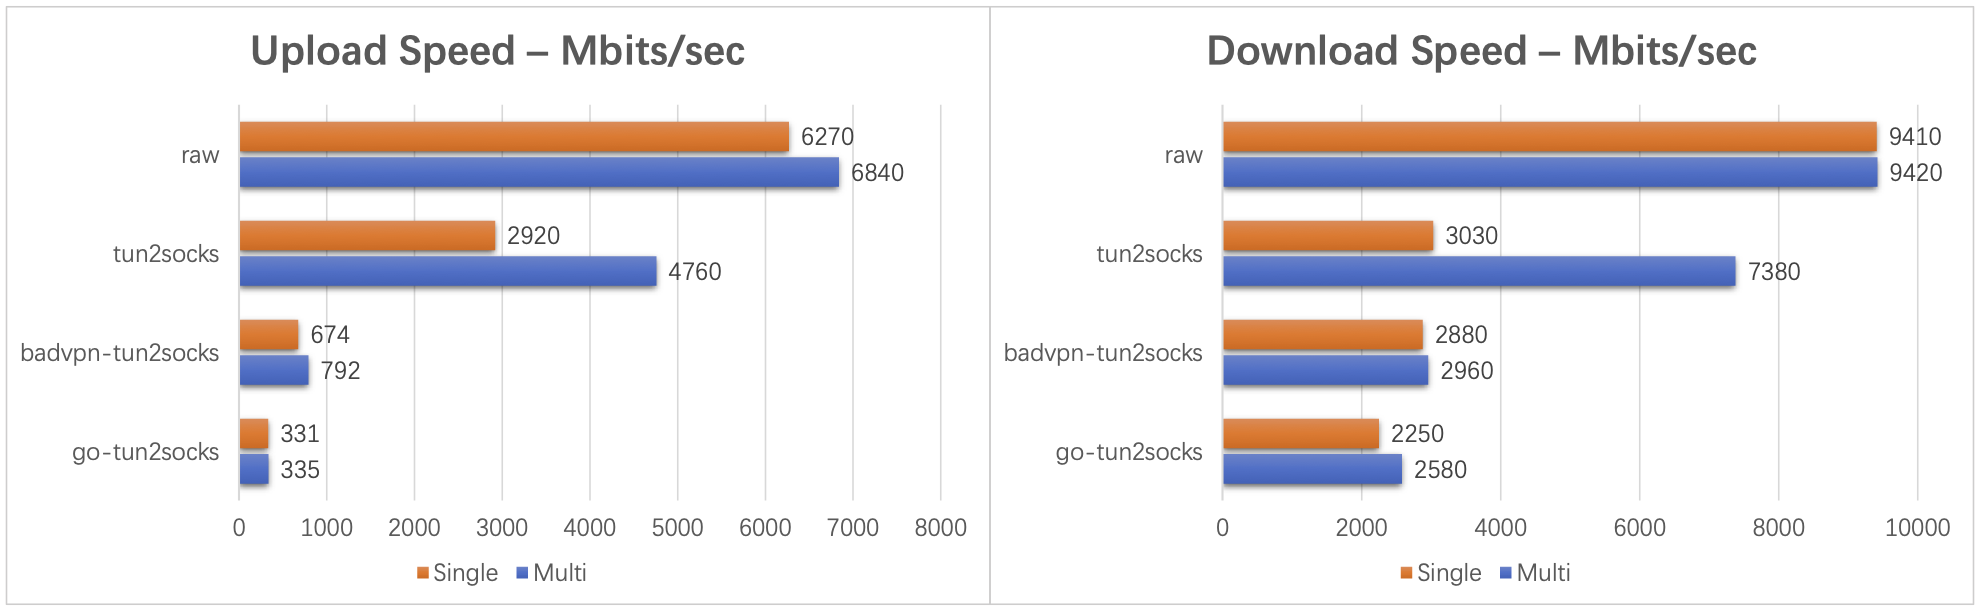 Upload Speed – Mbits/sec
raw
6270
6840
tun2socks
2920
4760
badvpn-tun2socks
674
792
go-tun2socks
331
335
0 1000 2000 3000 4000 5000 6000 7000 8000
Single Multi
Download Speed – Mbits/sec
raw
9410
9420
tun2socks
3030
7380
badvpn-tun2socks
2880
2960
go-tun2socks
2250
2580
0 2000 4000 6000 8000 10000
Single Multi